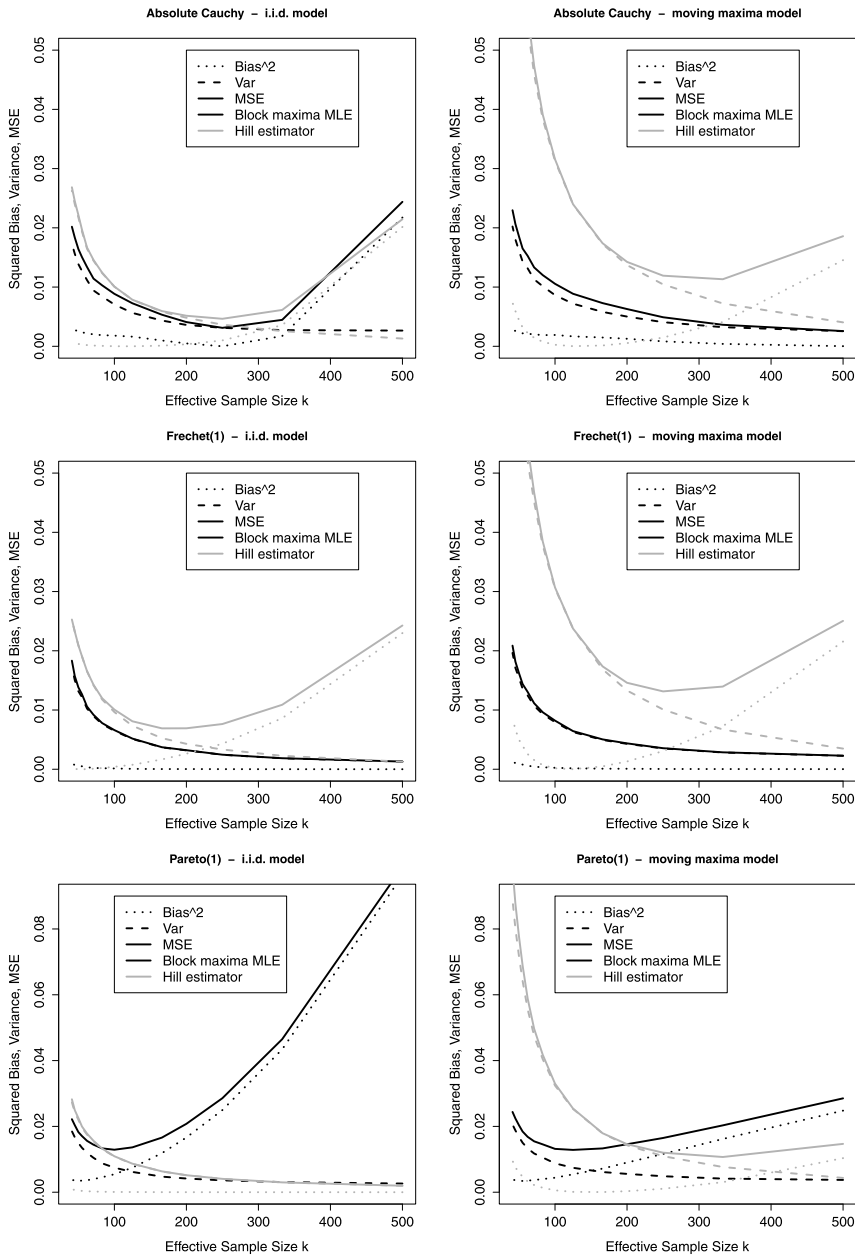 Absolute Cauchy – i.i.d. model
Squared Bias, Variance, MSE
0.05
0.04
0.03
0.02
0.01
0.00
Bias^2
Var
MSE
Block maxima MLE
Hill estimator
100 200 300 400 500
Effective Sample Size k
Absolute Cauchy – moving maxima model
Squared Bias, Variance, MSE
0.05
0.04
0.03
0.02
0.01
0.00
Bias^2
Var
MSE
Block maxima MLE
Hill estimator
100 200 300 400 500
Effective Sample Size k
Frechet(1) – i.i.d. model
Squared Bias, Variance, MSE
0.05
0.04
0.03
0.02
0.01
0.00
Bias^2
Var
MSE
Block maxima MLE
Hill estimator
100 200 300 400 500
Effective Sample Size k
Frechet(1) – moving maxima model
Squared Bias, Variance, MSE
0.05
0.04
0.03
0.02
0.01
0.00
Bias^2
Var
MSE
Block maxima MLE
Hill estimator
100 200 300 400 500
Effective Sample Size k
Pareto(1) – i.i.d. model
Squared Bias, Variance, MSE
0.08
0.06
0.04
0.02
0.00
Bias^2
Var
MSE
Block maxima MLE
Hill estimator
100 200 300 400 500
Effective Sample Size k
Pareto(1) – moving maxima model
Squared Bias, Variance, MSE
0.08
0.06
0.04
0.02
0.00
Bias^2
Var
MSE
Block maxima MLE
Hill estimator
100 200 300 400 500
Effective Sample Size k